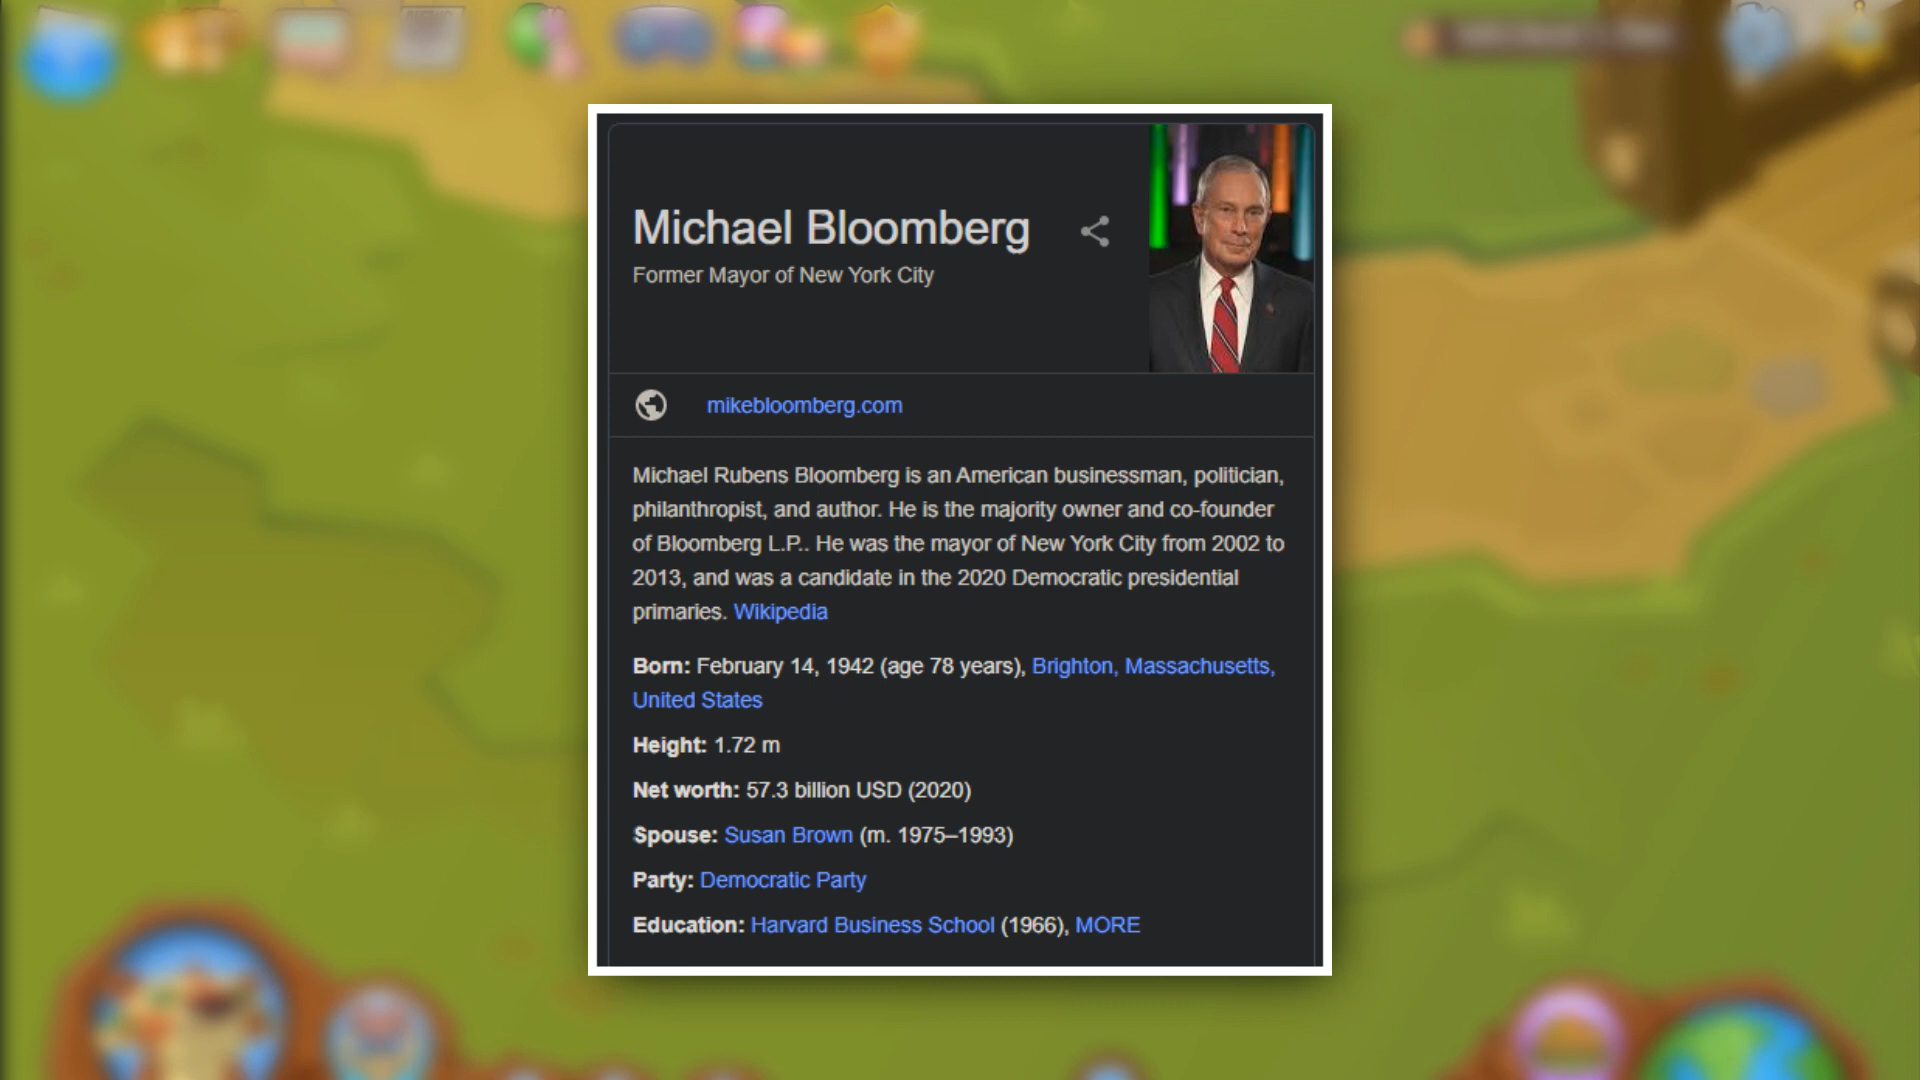 Michael Bloomberg
Former Mayor of New York City
mikebloomberg.com
Michael Rubens Bloomberg is an American businessman, politician,
philanthropist, and author. He is the majority owner and co-founder
of Bloomberg L.P.. He was the mayor of New York City from 2002 to
2013, and was a candidate in the 2020 Democratic presidential
primaries. Wikipedia
Born: February 14, 1942 (age 78 years), Brighton, Massachusetts,
United States
Height: 1.72 m
Net worth: 57.3 billion USD (2020)
Spouse: Susan Brown (m. 1975–1993)
Party: Democratic Party
Education: Harvard Business School (1966), MORE